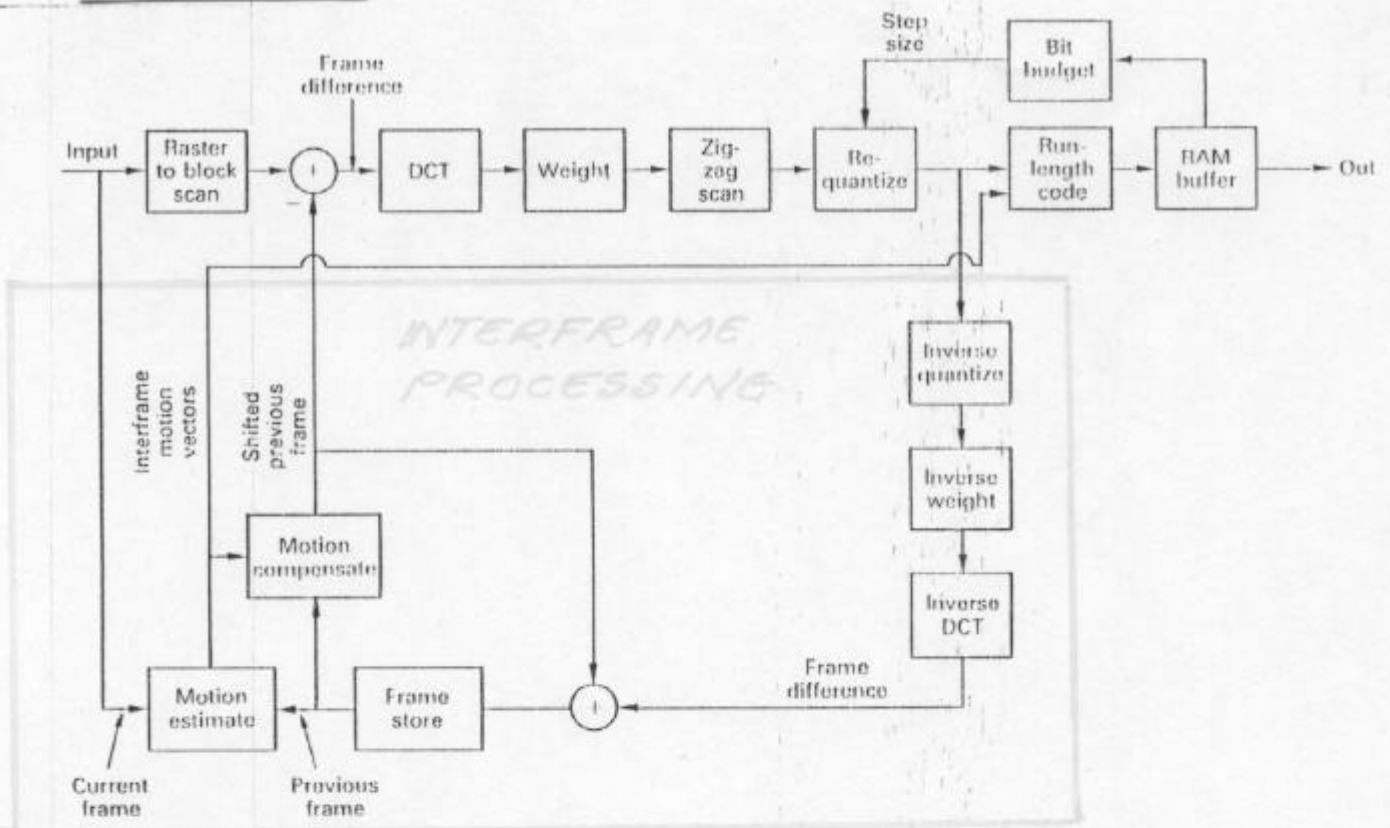 Step
size
Bit
budget
Frame
difference
Input
Raster
to block
scan
+
−
DCT
Weight
Zig-
zag
scan
Re-
quantize
Run-
length
code
RAM
buffer
Out
INTERFRAME
PROCESSING
Interframe
motion
vectors
Shifted
previous
frame
Inverse
quantize
Inverse
weight
Inverse
DCT
Motion
compensate
Frame
difference
Motion
estimate
Frame
store
+
Current
frame
Previous
frame